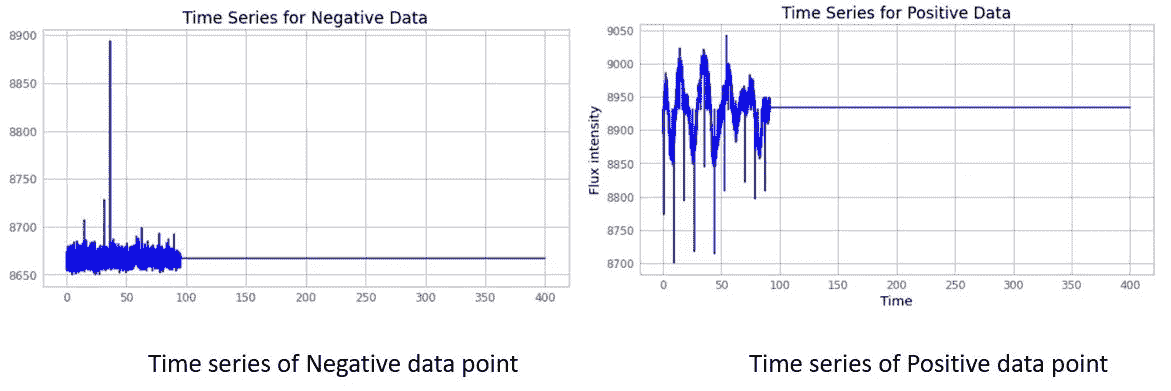 Time Series for Negative Data
8900
8850
8800
8750
8700
8650
0 50 100 150 200 250 300 350 400
Time series of Negative data point
Time Series for Positive Data
Flux intensity
9050
9000
8950
8900
8850
8800
8750
8700
0 50 100 150 200 250 300 350 400
Time
Time series of Positive data point